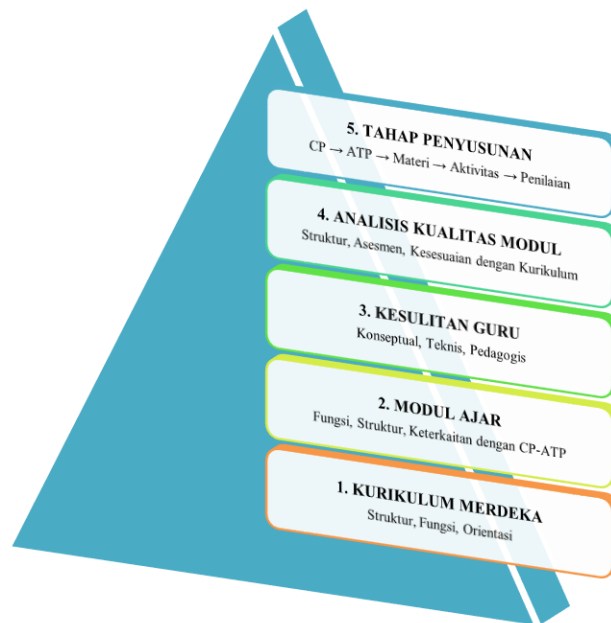 5. TAHAP PENYUSUNAN
CP → ATP → Materi → Aktivitas → Penilaian
4. ANALISIS KUALITAS MODUL
Struktur, Asesmen, Kesesuaian dengan Kurikulum
3. KESULITAN GURU
Konseptual, Teknis, Pedagogis
2. MODUL AJAR
Fungsi, Struktur, Keterkaitan dengan CP-ATP
1. KURIKULUM MERDEKA
Struktur, Fungsi, Orientasi